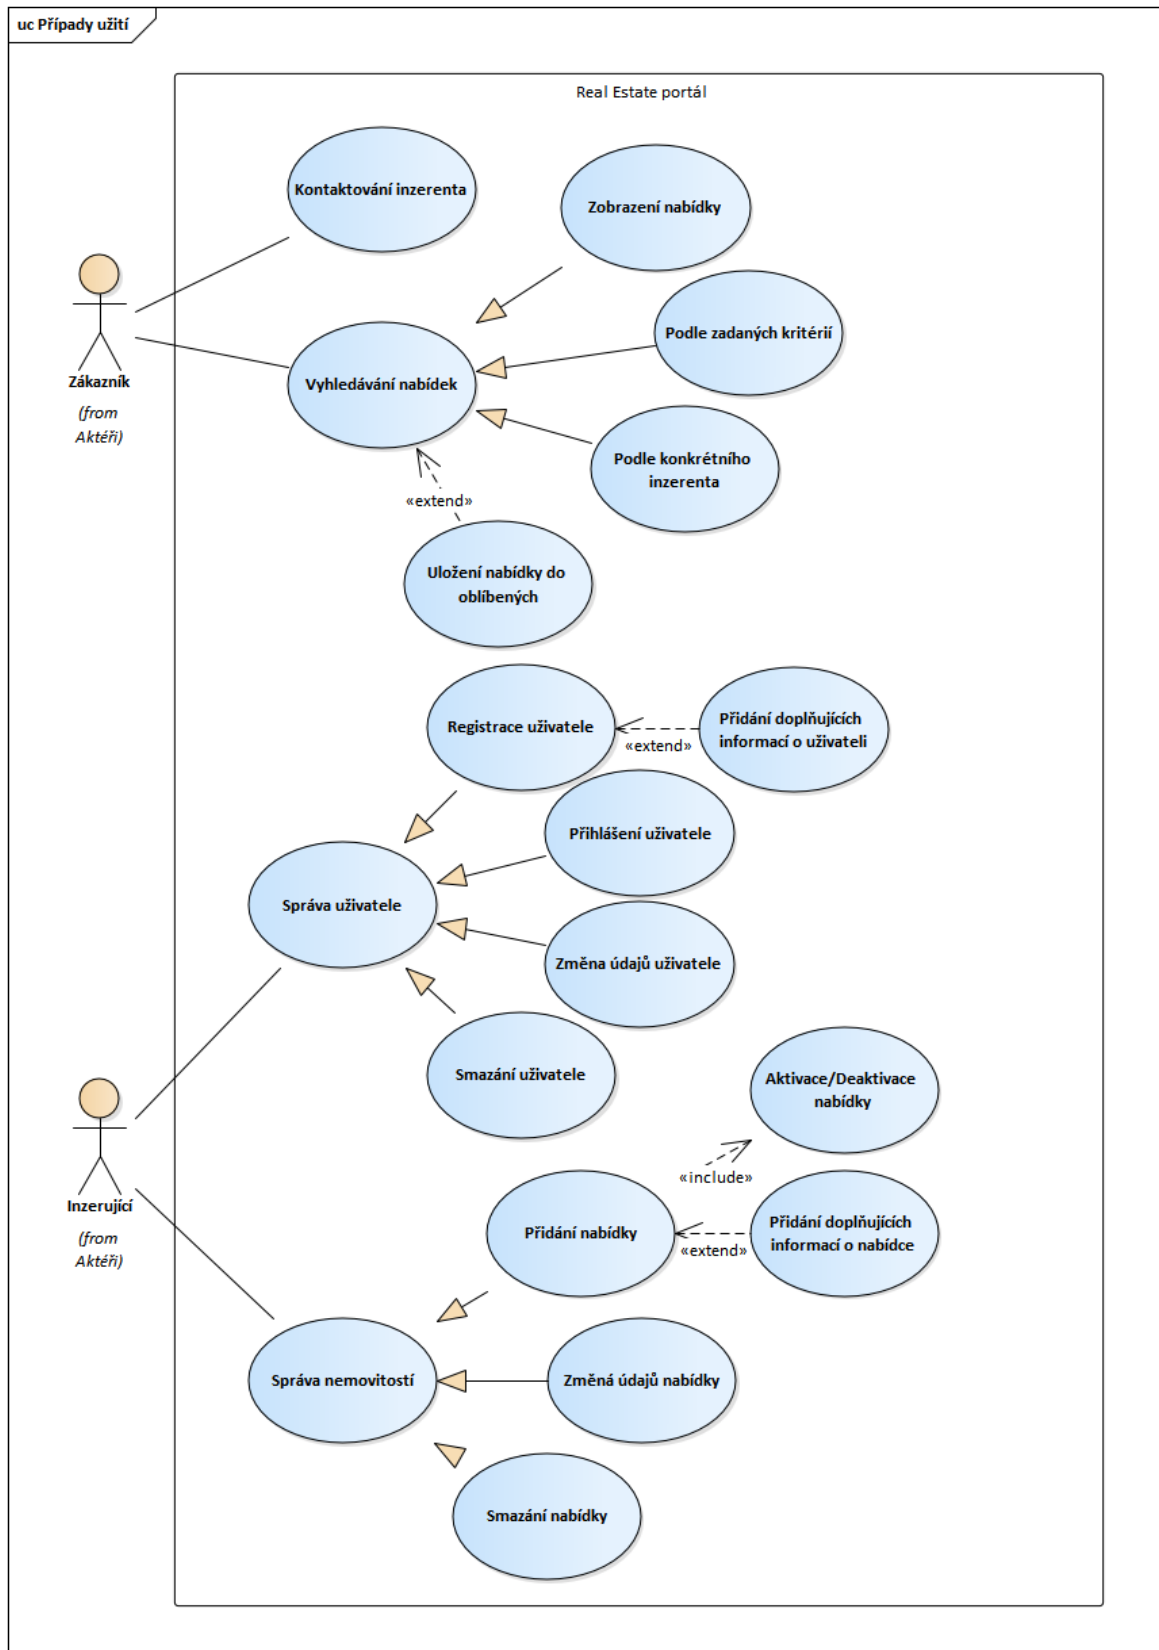 uc Případy užití
Real Estate portál
Kontaktování inzerenta
Zobrazení nabídky
Podle zadaných kritérií
Zákazník
(from
Aktéři)
Vyhledávání nabídek
Podle konkrétního
inzerenta
«extend»
Uložení nabídky do
oblíbených
Registrace uživatele
«extend»
Přidání doplňujících
informací o uživateli
Přihlášení uživatele
Správa uživatele
Změna údajů uživatele
Smazání uživatele
Aktivace/Deaktivace
nabídky
«include»
Inzerující
(from
Aktéři)
Přidání nabídky
«extend»
Přidání doplňujících
informací o nabídce
Správa nemovitostí
Změná údajů nabídky
Smazání nabídky